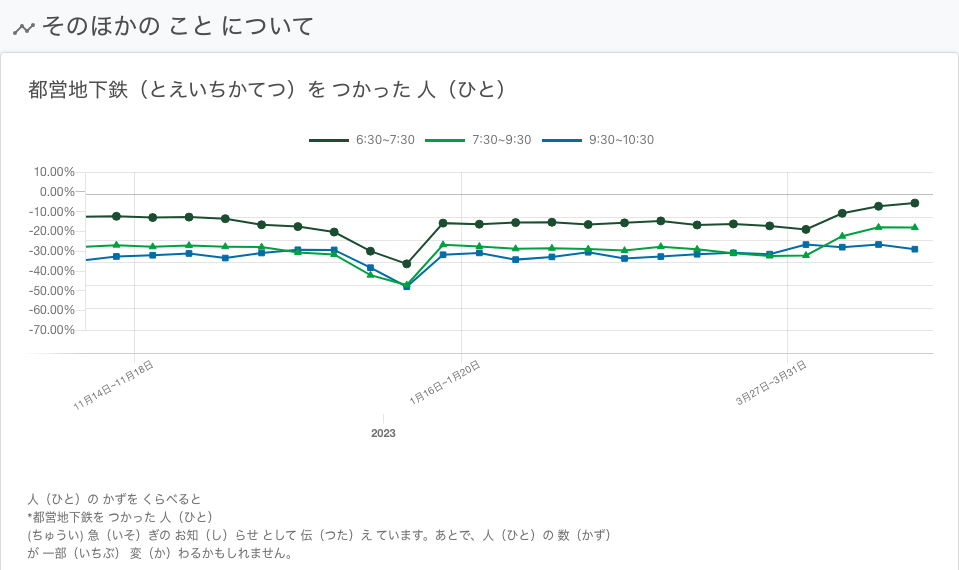 そのほかの こと について
都営地下鉄（とえいちかてつ）を つかった 人（ひと）
6:30~7:30 7:30~9:30 9:30~10:30
10.00%
0.00%
-10.00%
-20.00%
-30.00%
-40.00%
-50.00%
-60.00%
-70.00%
11月14日~11月18日 1月16日~1月20日 3月27日~3月31日
2023
人（ひと）の かずを くらべると
*都営地下鉄を つかった 人（ひと）
(ちゅうい) 急（いそ）ぎの お知（し）らせ として 伝（つた）え ています。あとで、人（ひと）の 数（かず）
が 一部（いちぶ） 変（か）わるかもしれません。